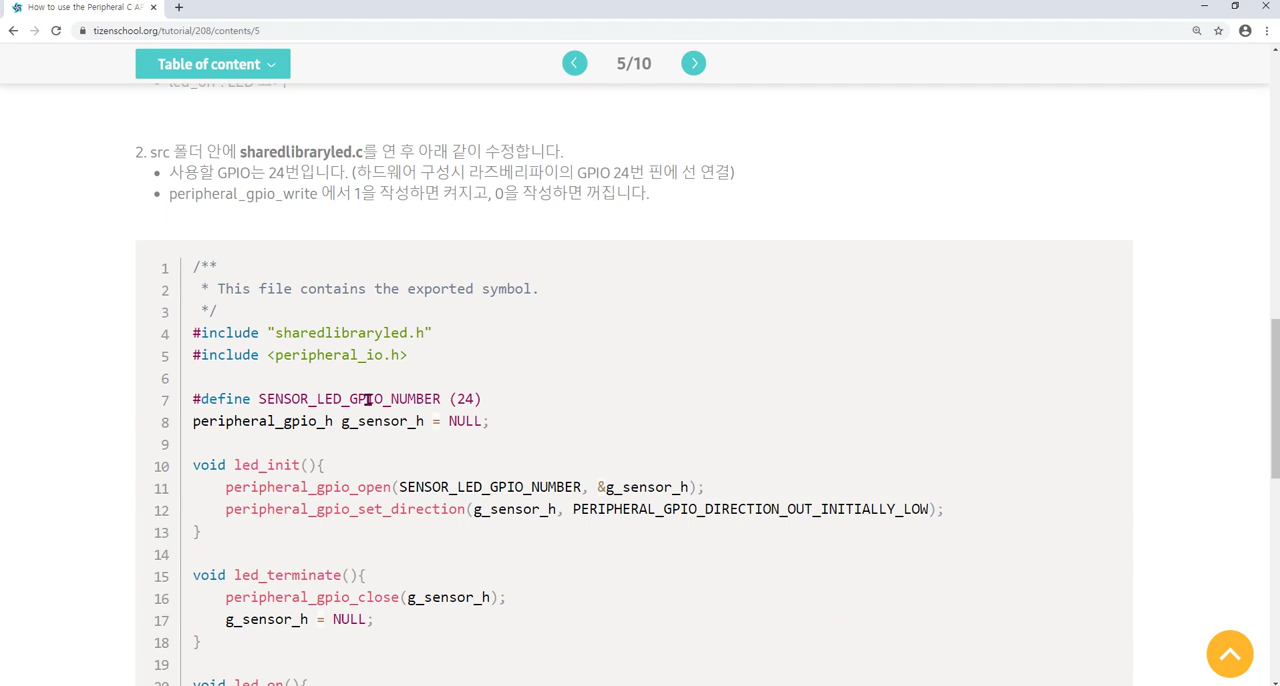 How to use the Peripheral C AP
tizenschool.org/tutorial/208/contents/5
Table of content
5/10
2. src 폴더 안에 sharedlibraryled.c를 연 후 아래 같이 수정합니다.
사용할 GPIO는 24번입니다. (하드웨어 구성시 라즈베리파이의 GPIO 24번 핀에 선 연결)
peripheral_gpio_write 에서 1을 작성하면 켜지고, 0을 작성하면 꺼집니다.
1 /**
2 * This file contains the exported symbol.
3 */
4 #include "sharedlibraryled.h"
5 #include <peripheral_io.h>
6
7 #define SENSOR_LED_GPIO_NUMBER (24)
8 peripheral_gpio_h g_sensor_h = NULL;
9
10 void led_init(){
11 peripheral_gpio_open(SENSOR_LED_GPIO_NUMBER, &g_sensor_h);
12 peripheral_gpio_set_direction(g_sensor_h, PERIPHERAL_GPIO_DIRECTION_OUT_INITIALLY_LOW);
13 }
14
15 void led_terminate(){
16 peripheral_gpio_close(g_sensor_h);
17 g_sensor_h = NULL;
18 }
19
20 void led_on(){